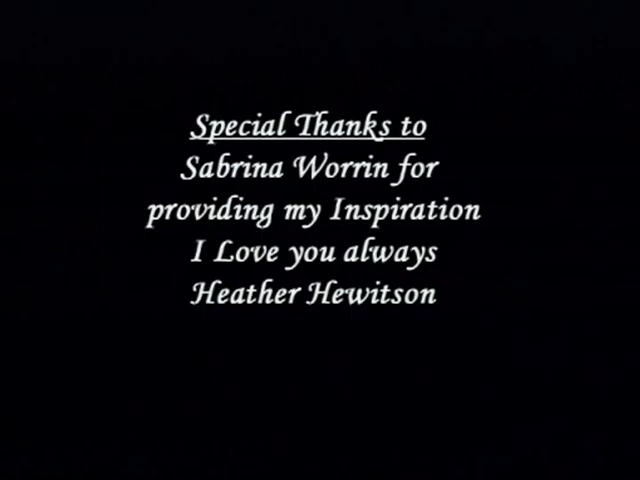 Special Thanks to
Sabrina Worrin for
providing my Inspiration
I Love you always
Heather Hewitson